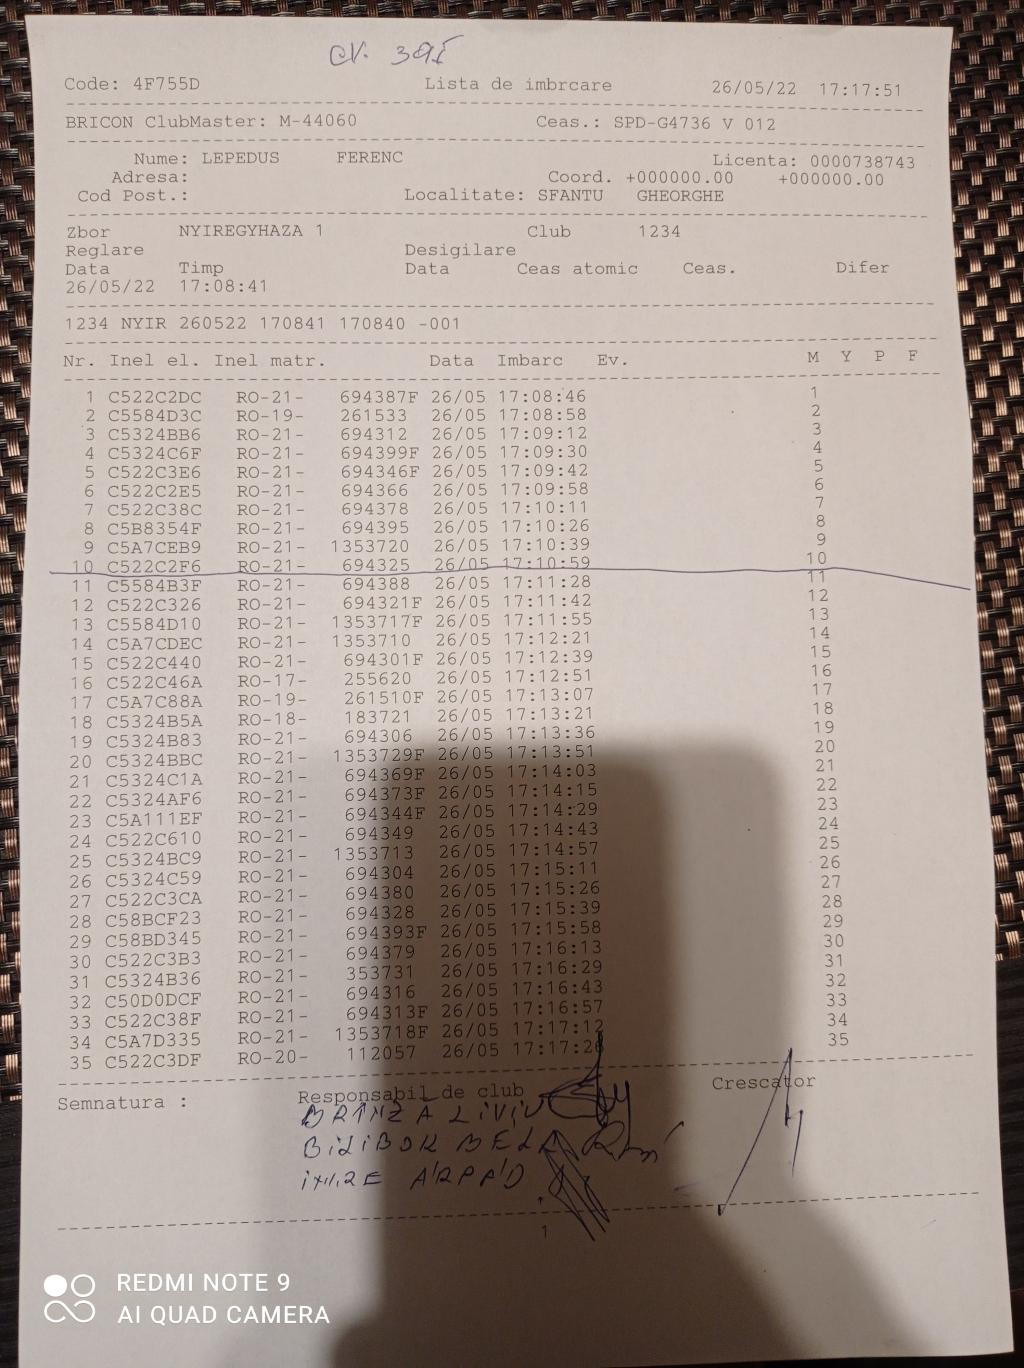 CV. 391
Code: 4F755D Lista de imbrcare 26/05/22 17:17:51
BRICON ClubMaster: M-44060 Ceas.: SPD-G4736 V 012
Nume: LEPEDUS FERENC Licenta: 0000738743
Adresa: Coord. +000000.00 +000000.00
Cod Post.: Localitate: SFANTU GHEORGHE
Zbor NYIREGYHAZA 1 Club 1234
Reglare Desigilare
Data Timp Data Ceas atomic Ceas. Difer
26/05/22 17:08:41
1234 NYIR 260522 170841 170840 -001
Nr. Inel el. Inel matr. Data Imbarc Ev. M Y P F
1 C522C2DC RO-21- 694387F 26/05 17:08:46 1
2 C5584D3C RO-19- 261533 26/05 17:08:58 2
3 C5324BB6 RO-21- 694312 26/05 17:09:12 3
4 C5324C6F RO-21- 694399F 26/05 17:09:30 4
5 C522C3E6 RO-21- 694346F 26/05 17:09:42 5
6 C522C2E5 RO-21- 694366 26/05 17:09:58 6
7 C522C38C RO-21- 694378 26/05 17:10:11 7
8 C5B8354F RO-21- 694395 26/05 17:10:26 8
9 C5A7CEB9 RO-21- 1353720 26/05 17:10:39 9
10 C522C2F6 RO-21- 694325 26/05 17:10:59 10
11 C5584B3F RO-21- 694388 26/05 17:11:28 11
12 C522C326 RO-21- 694321F 26/05 17:11:42 12
13 C5584D10 RO-21- 1353717F 26/05 17:11:55 13
14 C5A7CDEC RO-21- 1353710 26/05 17:12:21 14
15 C522C440 RO-21- 694301F 26/05 17:12:39 15
16 C522C46A RO-17- 255620 26/05 17:12:51 16
17 C5A7C88A RO-19- 261510F 26/05 17:13:07 17
18 C5324B5A RO-18- 183721 26/05 17:13:21 18
19 C5324B83 RO-21- 694306 26/05 17:13:36 19
20 C5324BBC RO-21- 1353729F 26/05 17:13:51 20
21 C5324C1A RO-21- 694369F 26/05 17:14:03 21
22 C5324AF6 RO-21- 694373F 26/05 17:14:15 22
23 C5A111EF RO-21- 694344F 26/05 17:14:29 23
24 C522C610 RO-21- 694349 26/05 17:14:43 24
25 C5324BC9 RO-21- 1353713 26/05 17:14:57 25
26 C5324C59 RO-21- 694304 26/05 17:15:11 26
27 C522C3CA RO-21- 694380 26/05 17:15:26 27
28 C58BCF23 RO-21- 694328 26/05 17:15:39 28
29 C58BD345 RO-21- 694393F 26/05 17:15:58 29
30 C522C3B3 RO-21- 694379 26/05 17:16:13 30
31 C5324B36 RO-21- 353731 26/05 17:16:29 31
32 C50D0DCF RO-21- 694316 26/05 17:16:43 32
33 C522C38F RO-21- 694313F 26/05 17:16:57 33
34 C5A7D335 RO-21- 1353718F 26/05 17:17:12 34
35 C522C3DF RO-20- 112057 26/05 17:17:26 35
Semnatura : Responsabil de club Crescator
BRINZA LIVIU
BILIBOK BELA
IMRE ÁRPÁD
1
REDMI NOTE 9
AI QUAD CAMERA